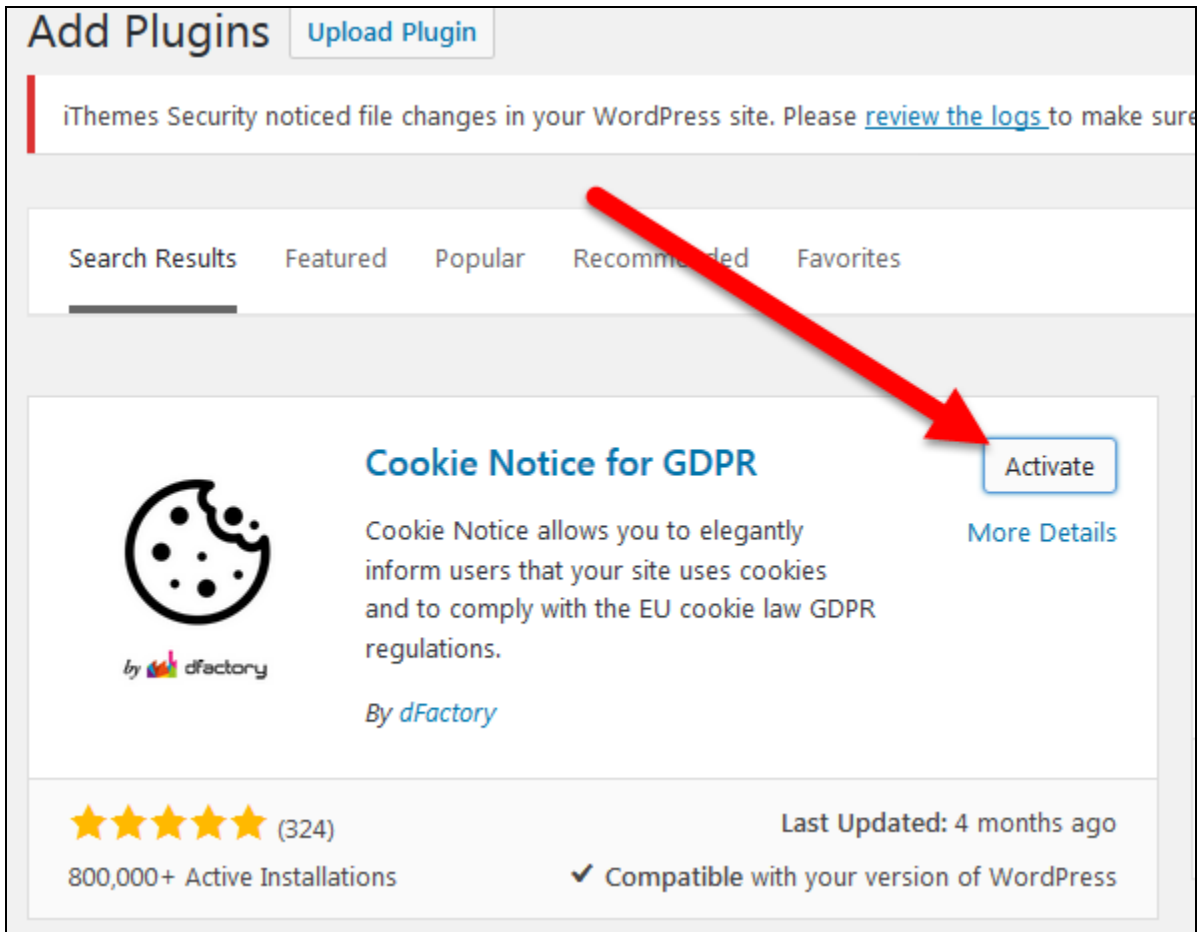 Add Plugins Upload Plugin
iThemes Security noticed file changes in your WordPress site. Please review the logs to make sure
Search Results Featured Popular Recommended Favorites
Cookie Notice for GDPR
Activate
Cookie Notice allows you to elegantly
More Details
inform users that your site uses cookies
and to comply with the EU cookie law GDPR
regulations.
by dfactory
By dFactory
(324)
Last Updated: 4 months ago
800,000+ Active Installations
Compatible with your version of WordPress